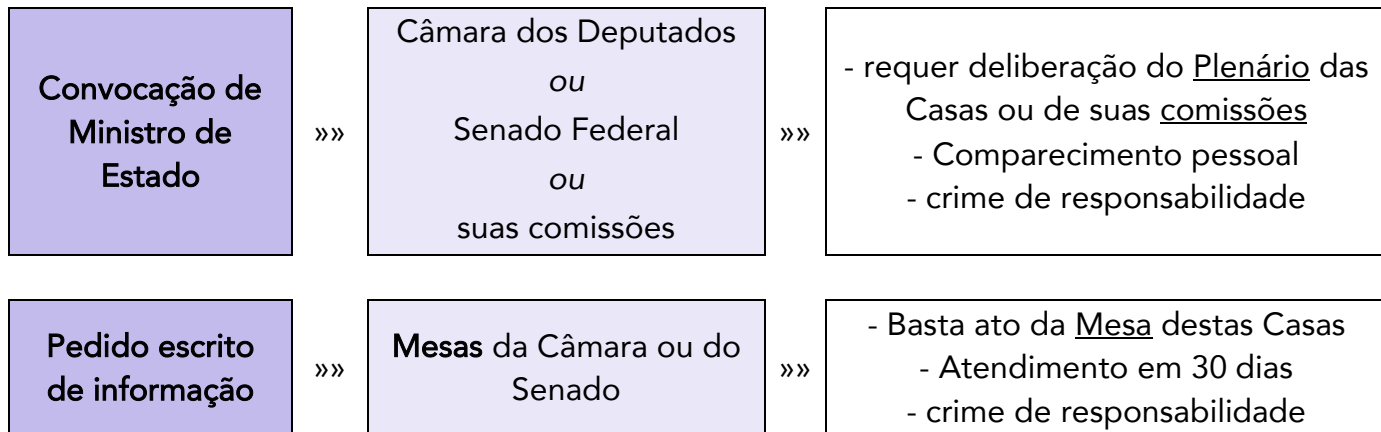 Convocação de
Ministro de
Estado
»»
Câmara dos Deputados
ou
Senado Federal
ou
suas comissões
»»
- requer deliberação do Plenário das
Casas ou de suas comissões
- Comparecimento pessoal
- crime de responsabilidade
Pedido escrito
de informação
»»
Mesas da Câmara ou do
Senado
»»
- Basta ato da Mesa destas Casas
- Atendimento em 30 dias
- crime de responsabilidade